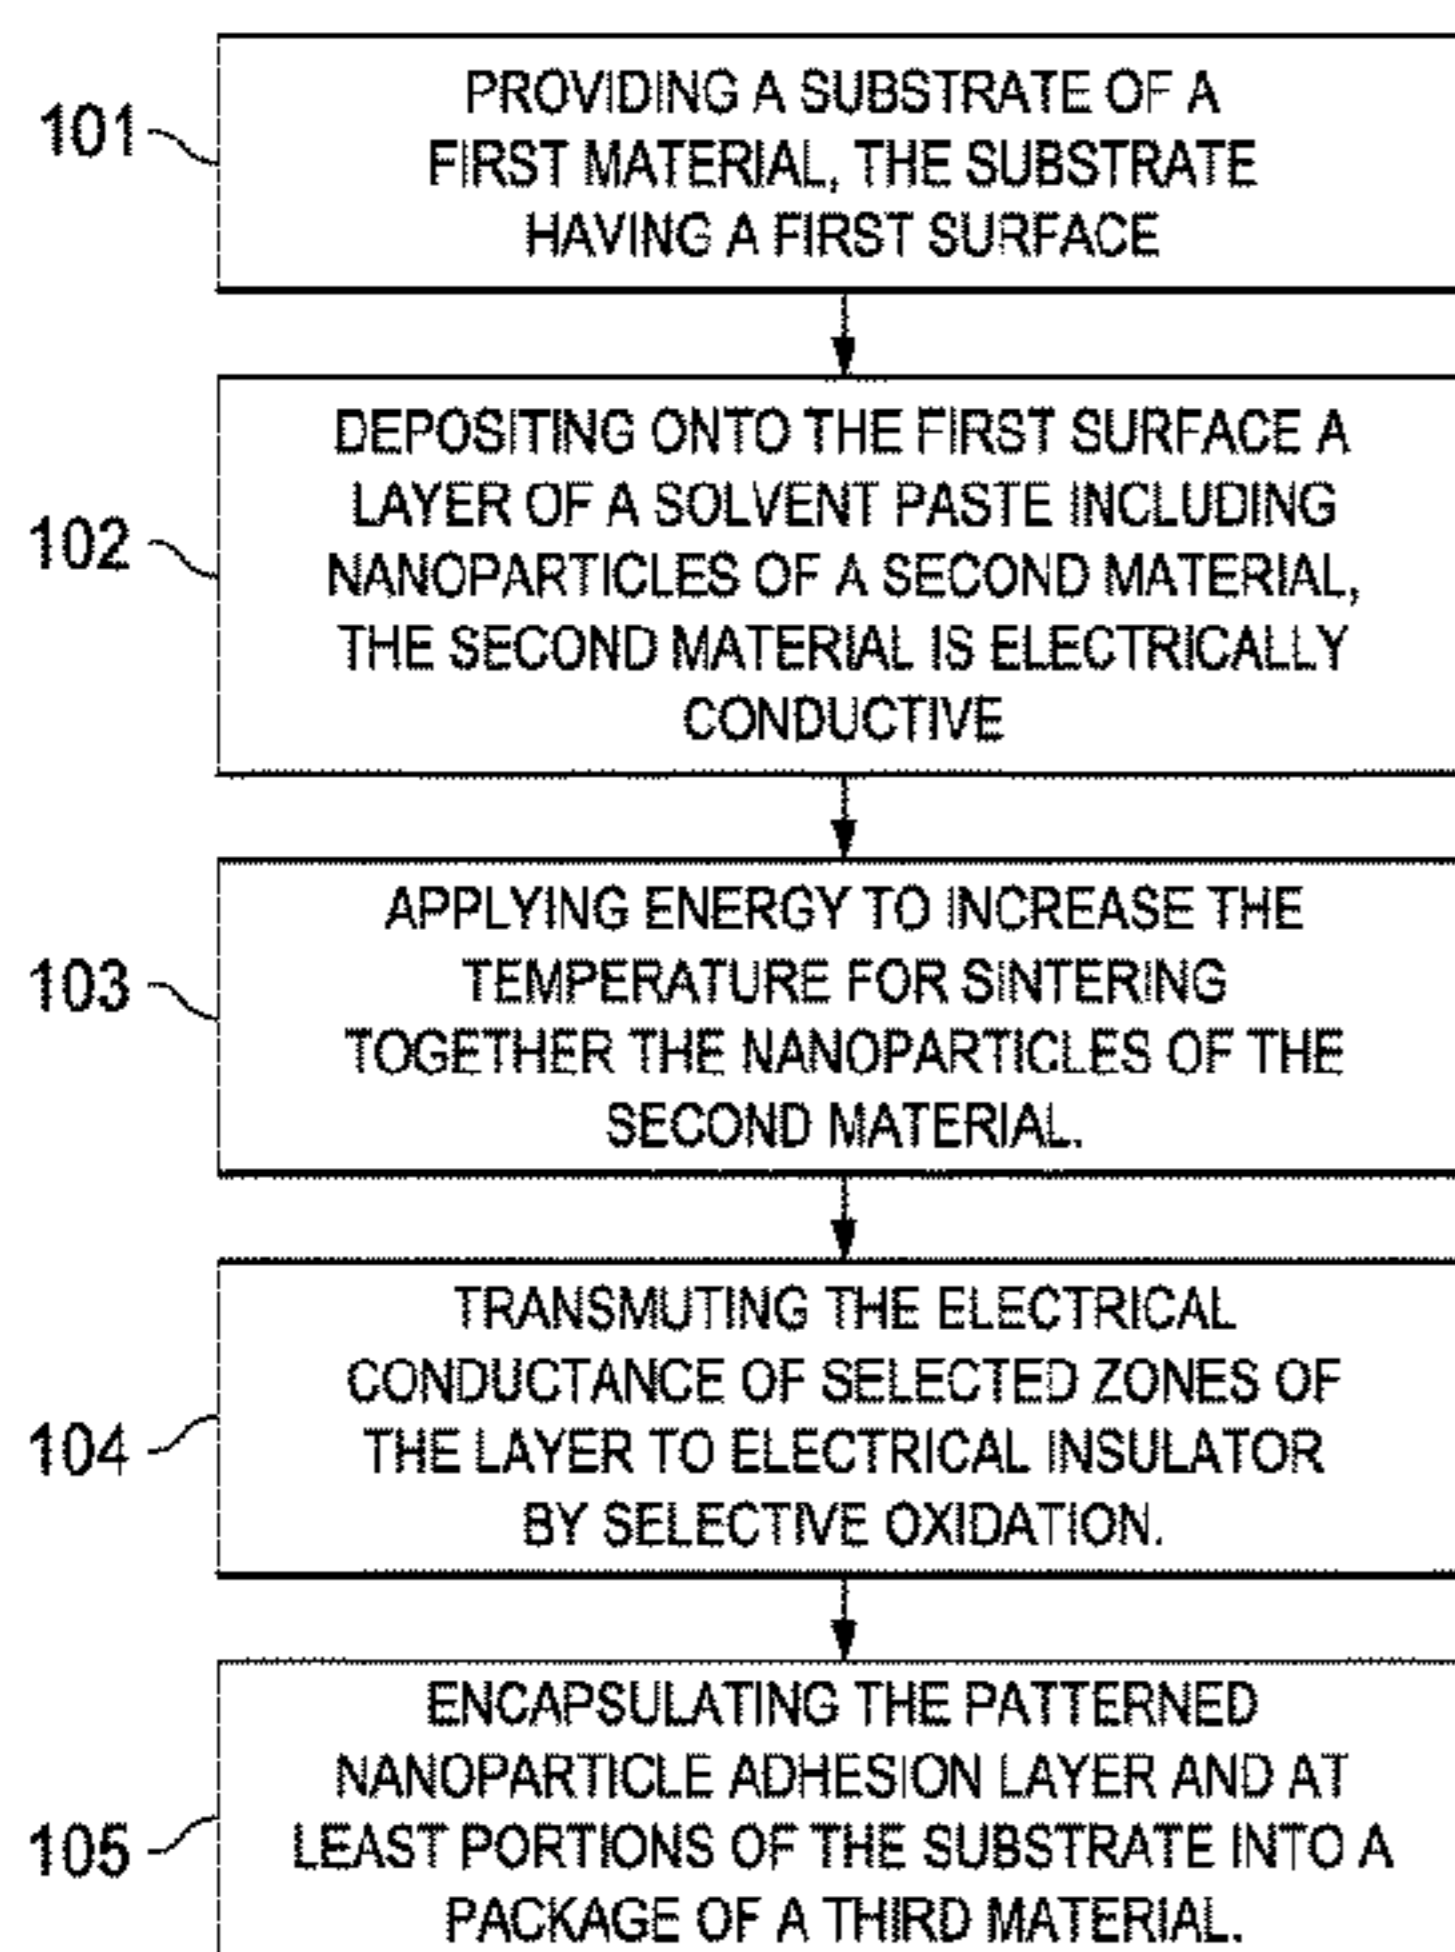 101
PROVIDING A SUBSTRATE OF A
FIRST MATERIAL, THE SUBSTRATE
HAVING A FIRST SURFACE
102
DEPOSITING ONTO THE FIRST SURFACE A
LAYER OF A SOLVENT PASTE INCLUDING
NANOPARTICLES OF A SECOND MATERIAL,
THE SECOND MATERIAL IS ELECTRICALLY
CONDUCTIVE
103
APPLYING ENERGY TO INCREASE THE
TEMPERATURE FOR SINTERING
TOGETHER THE NANOPARTICLES OF THE
SECOND MATERIAL.
104
TRANSMUTING THE ELECTRICAL
CONDUCTANCE OF SELECTED ZONES OF
THE LAYER TO ELECTRICAL INSULATOR
BY SELECTIVE OXIDATION.
105
ENCAPSULATING THE PATTERNED
NANOPARTICLE ADHESION LAYER AND AT
LEAST PORTIONS OF THE SUBSTRATE INTO A
PACKAGE OF A THIRD MATERIAL.